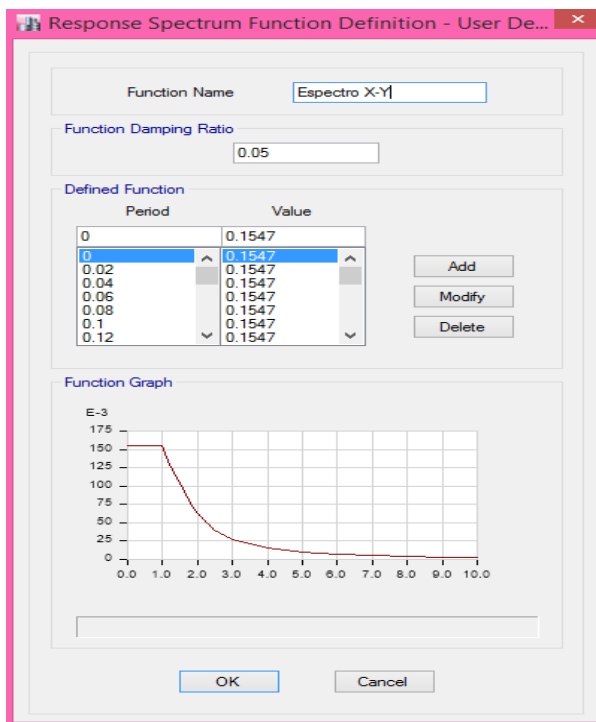 Response Spectrum Function Definition - User De...
Function Name Espectro X-Y
Function Damping Ratio
0.05
Defined Function
Period Value
0 0.1547
0 0.1547
0.02 0.1547
0.04 0.1547
0.06 0.1547
0.08 0.1547
0.1 0.1547
0.12 0.1547
Add
Modify
Delete
Function Graph
E-3
175
150
125
100
75
50
25
0
0.0 1.0 2.0 3.0 4.0 5.0 6.0 7.0 8.0 9.0 10.0
OK Cancel